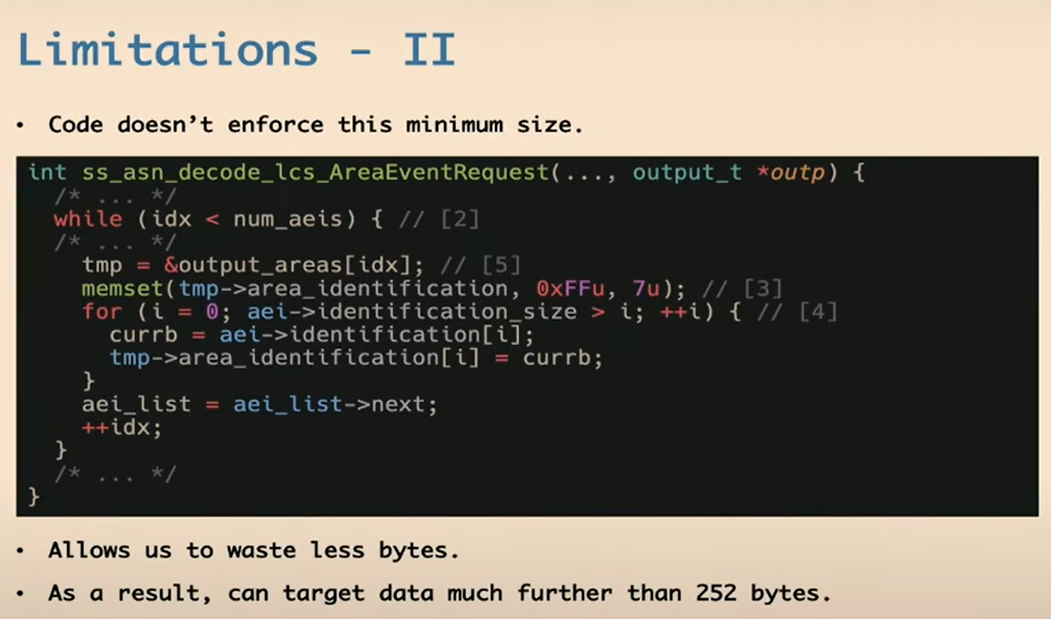 Limitations - II
• Code doesn't enforce this minimum size.
int ss_asn_decode_lcs_AreaEventRequest(..., output_t *outp) {
/* ... */
while (idx < num_aeis) { // [2]
/* ... */
tmp = &output_areas[idx]; // [5]
memset(tmp->area_identification, 0xFFu, 7u); // [3]
for (i = 0; aei->identification_size > i; ++i) { // [4]
currb = aei->identification[i];
tmp->area_identification[i] = currb;
}
aei_list = aei_list->next;
++idx;
}
/* ... */
}
• Allows us to waste less bytes.
• As a result, can target data much further than 252 bytes.